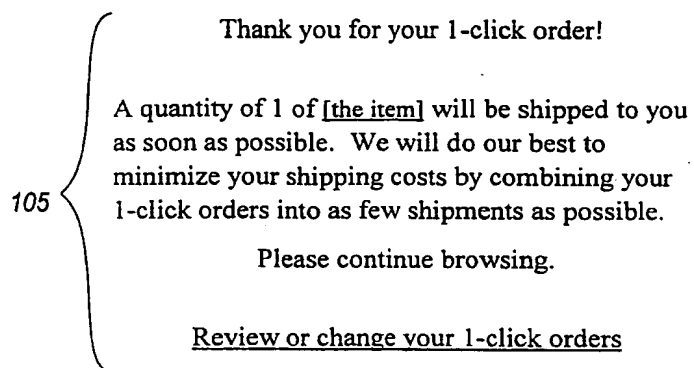 Thank you for your 1-click order!
A quantity of 1 of [the item] will be shipped to you
as soon as possible. We will do our best to
minimize your shipping costs by combining your
1-click orders into as few shipments as possible.
105
Please continue browsing.
Review or change your 1-click orders